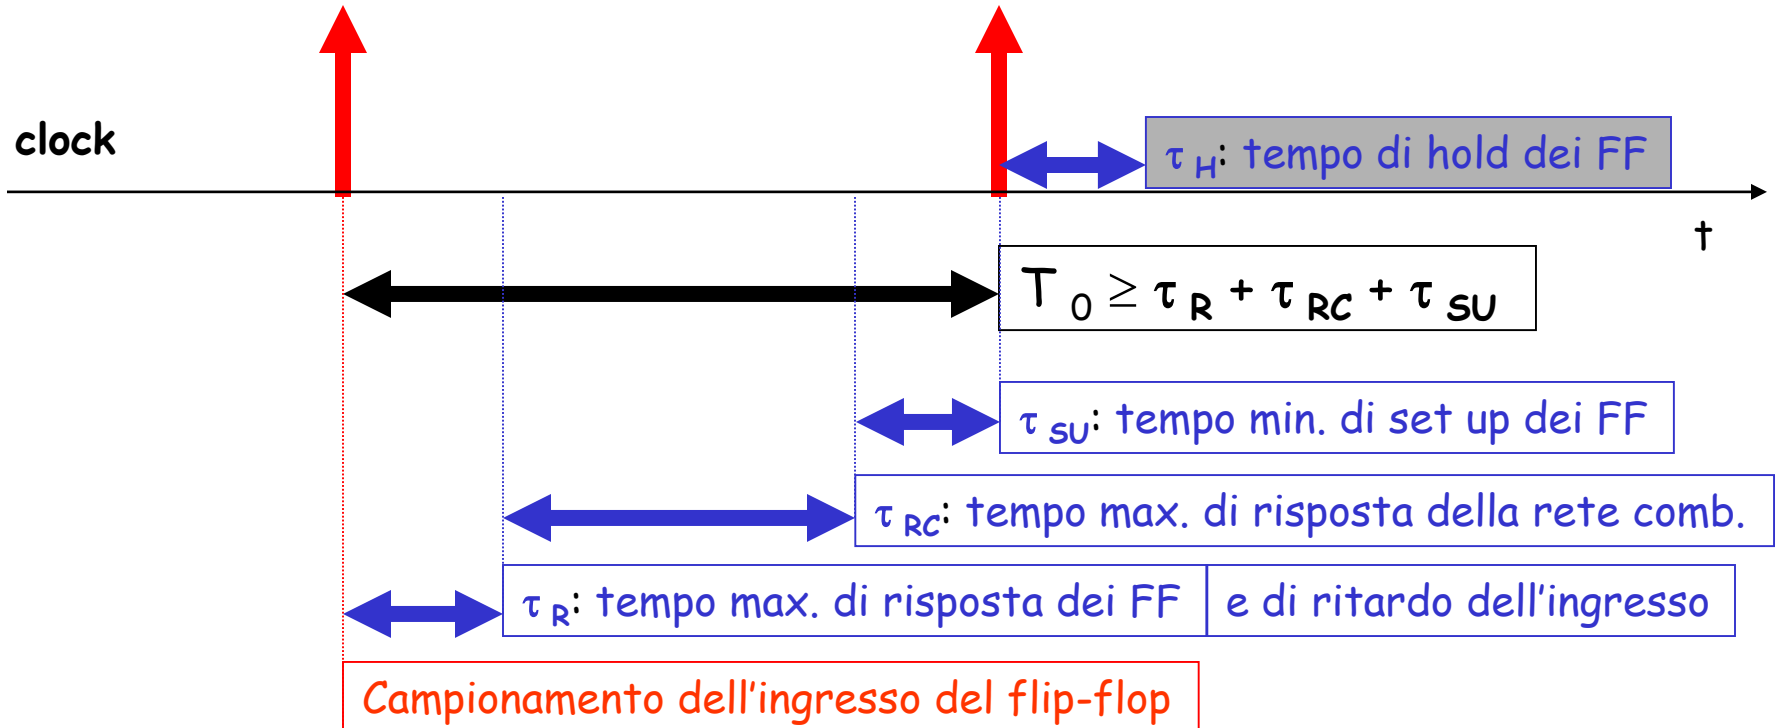 clock
τ H: tempo di hold dei FF
t
T 0 ≥ τ R + τ RC + τ SU
τ SU: tempo min. di set up dei FF
τ RC: tempo max. di risposta della rete comb.
τ R: tempo max. di risposta dei FF e di ritardo dell'ingresso
Campionamento dell'ingresso del flip-flop